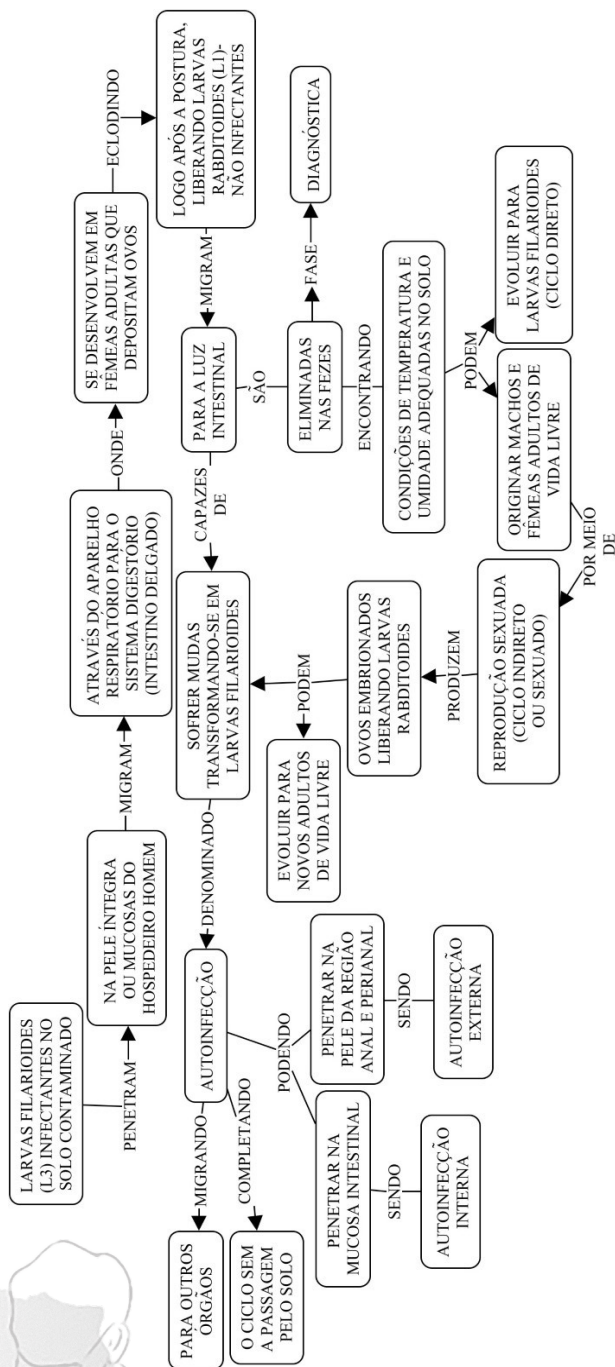 LARVAS FILARIOIDES
(L3) INFECTANTES NO
SOLO CONTAMINADO
PENETRAM
NA PELE ÍNTEGRA
OU MUCOSAS DO
HOSPEDEIRO HOMEM
MIGRAM
ATRAVÉS DO APARELHO
RESPIRATÓRIO PARA O
SISTEMA DIGESTÓRIO
(INTESTINO DELGADO)
ONDE
SE DESENVOLVEM EM
FÊMEAS ADULTAS QUE
DEPOSITAM OVOS
ECLODINDO
LOGO APÓS A POSTURA,
LIBERANDO LARVAS
RABDITOIDES (L1)-
NÃO INFECTANTES
MIGRAM
PARA A LUZ
INTESTINAL
SÃO
ELIMINADAS
NAS FEZES
FASE
DIAGNÓSTICA
ENCONTRANDO
CONDIÇÕES DE TEMPERATURA E
UMIDADE ADEQUADAS NO SOLO
PODEM
EVOLUIR PARA
LARVAS FILARIOIDES
(CICLO DIRETO)
ORIGINAR MACHOS E
FÊMEAS ADULTOS DE
VIDA LIVRE
POR MEIO
DE
REPRODUÇÃO SEXUADA
(CICLO INDIRETO
OU SEXUADO)
PRODUZEM
OVOS EMBRIONADOS
LIBERANDO LARVAS
RABDITOIDES
PODEM
EVOLUIR PARA
NOVOS ADULTOS
DE VIDA LIVRE
CAPAZES
DE
SOFRER MUDAS
TRANSFORMANDO-SE EM
LARVAS FILARIOIDES
DENOMINADO
AUTOINFECÇÃO
MIGRANDO
PARA OUTROS
ÓRGÃOS
COMPLETANDO
O CICLO SEM
A PASSAGEM
PELO SOLO
PODENDO
PENETRAR NA
MUCOSA INTESTINAL
SENDO
AUTOINFECÇÃO
INTERNA
PENETRAR NA
PELE DA REGIÃO
ANAL E PERIANAL
SENDO
AUTOINFECÇÃO
EXTERNA